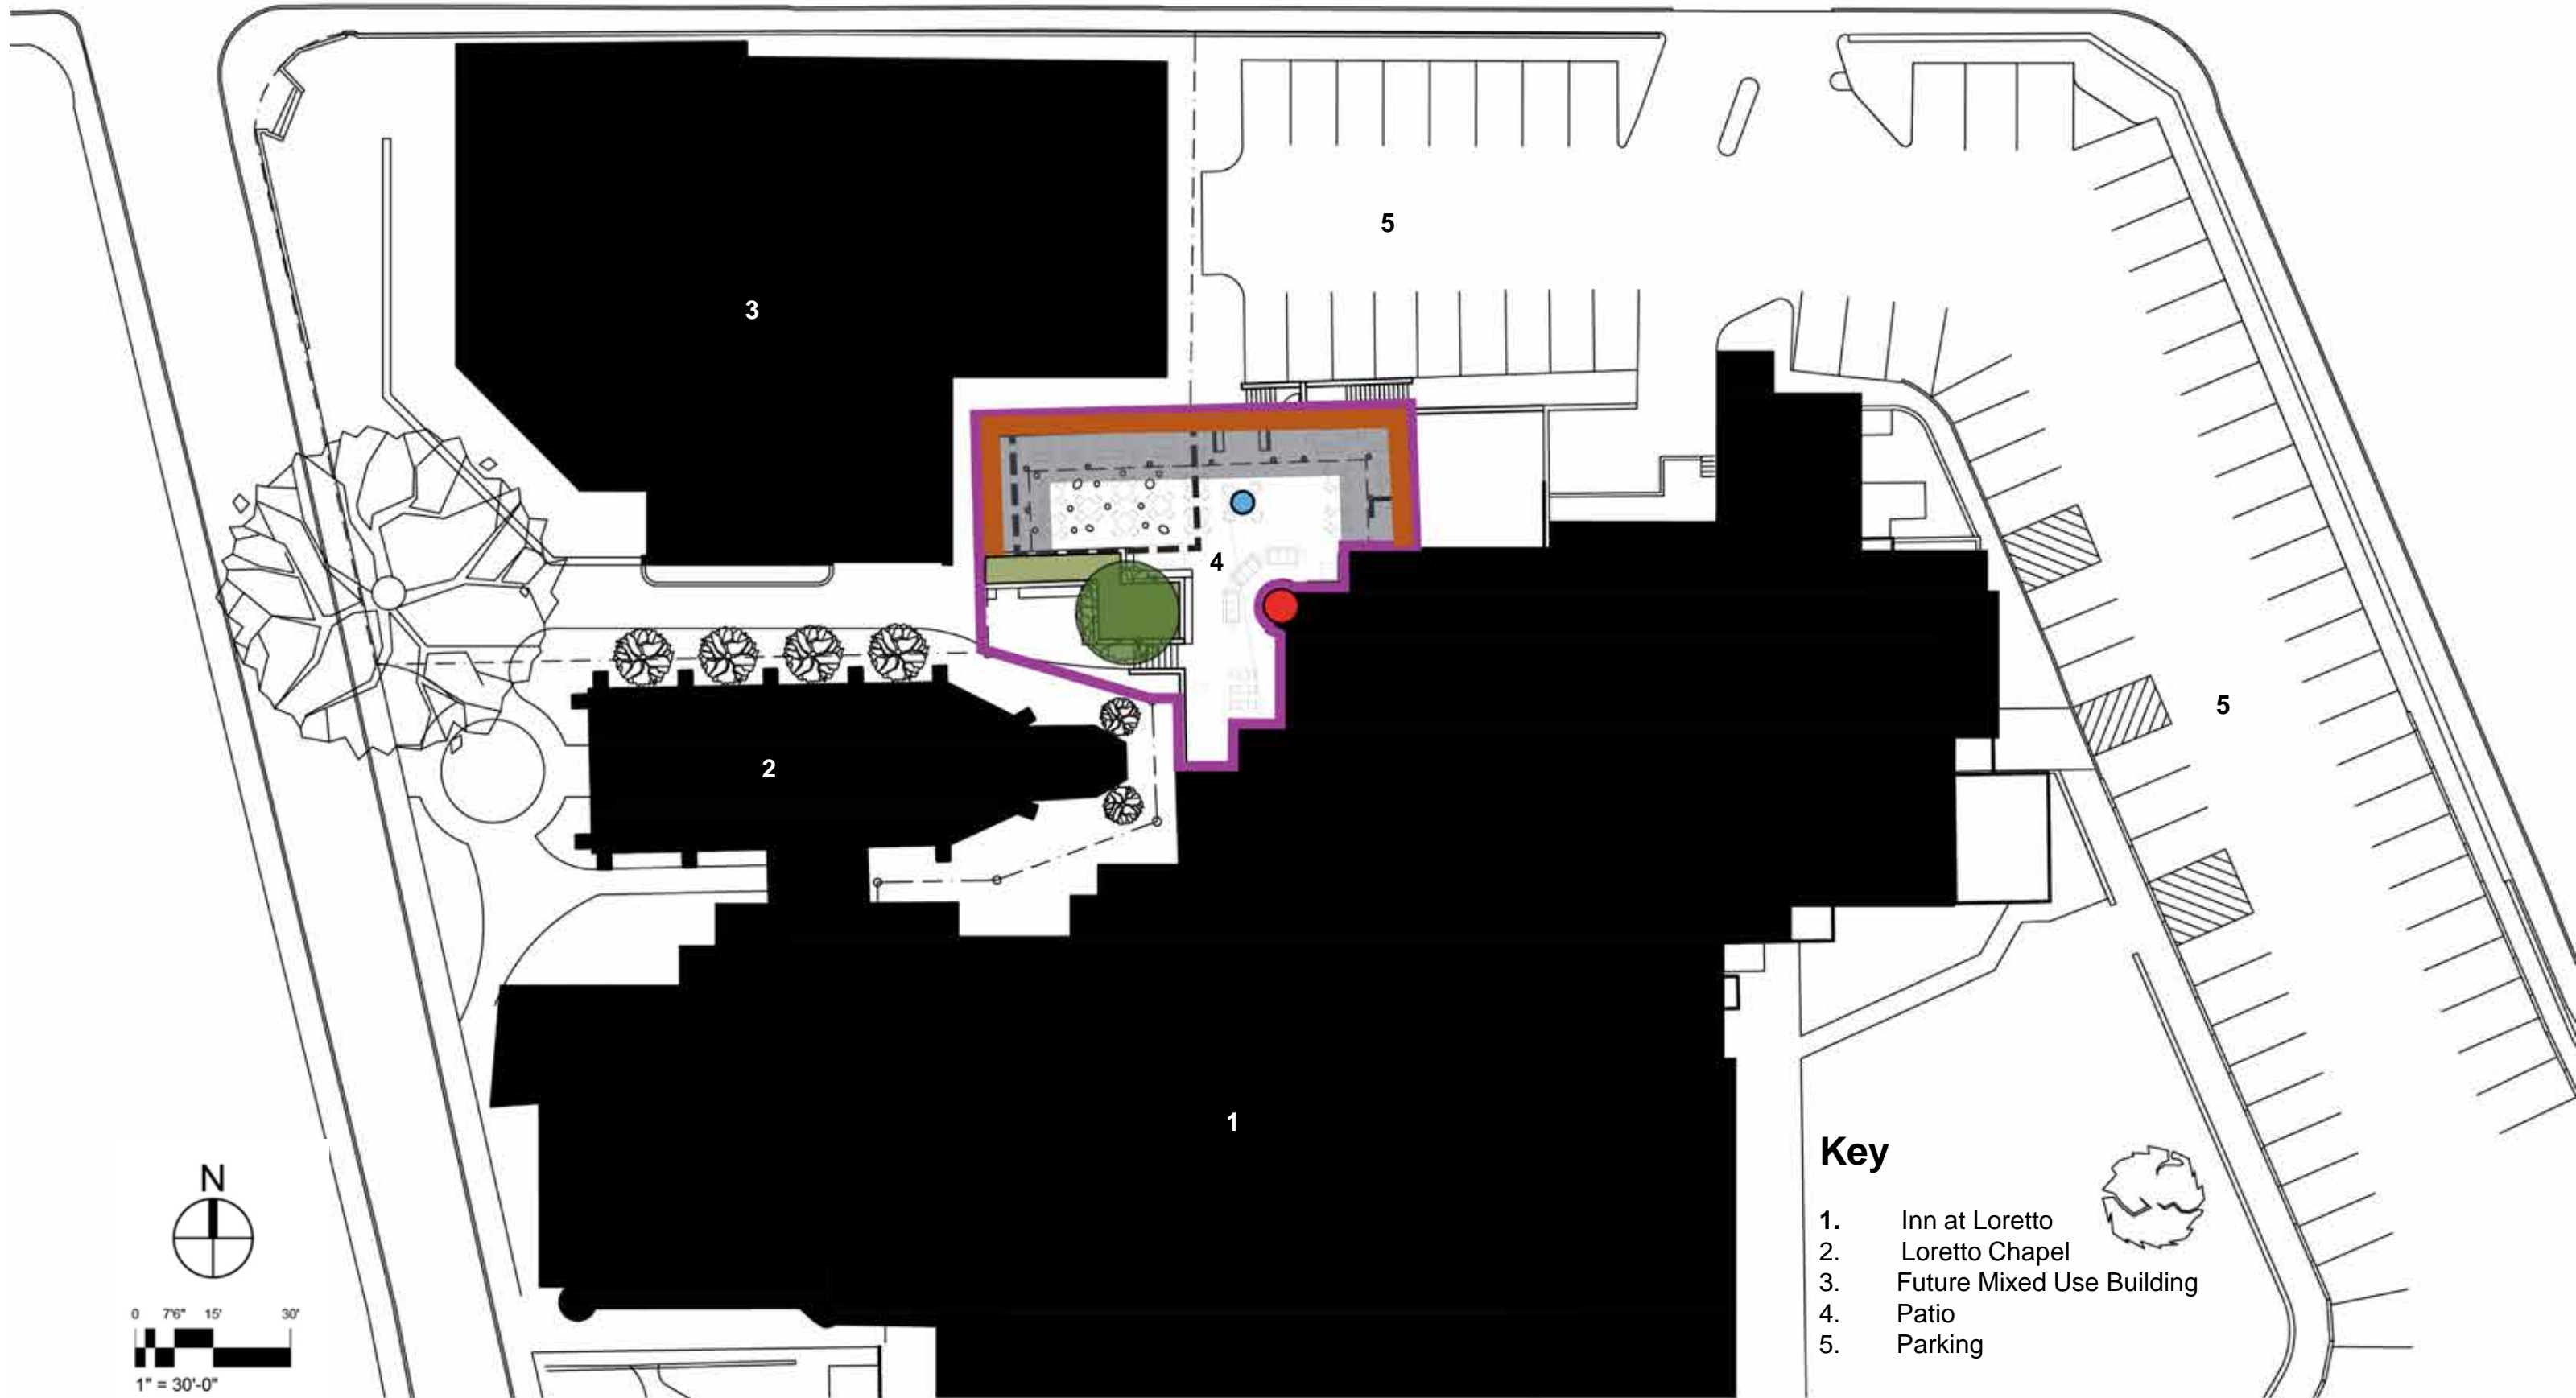 5
3
4
5
2
1
N
0 7'6" 15' 30'
1" = 30'-0"
Key
1. Inn at Loretto
2. Loretto Chapel
3. Future Mixed Use Building
4. Patio
5. Parking